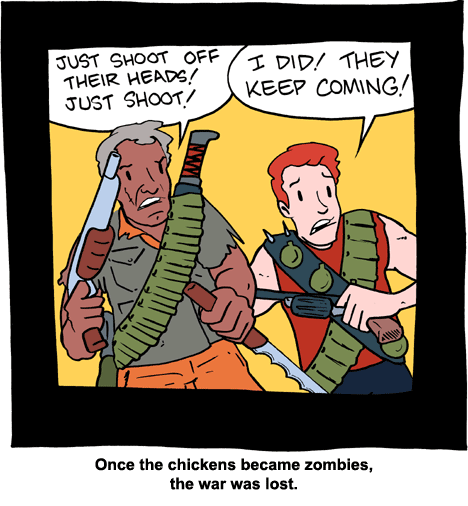 JUST SHOOT OFF
THEIR HEADS!
JUST SHOOT!
I DID! THEY
KEEP COMING!
Once the chickens became zombies,
the war was lost.